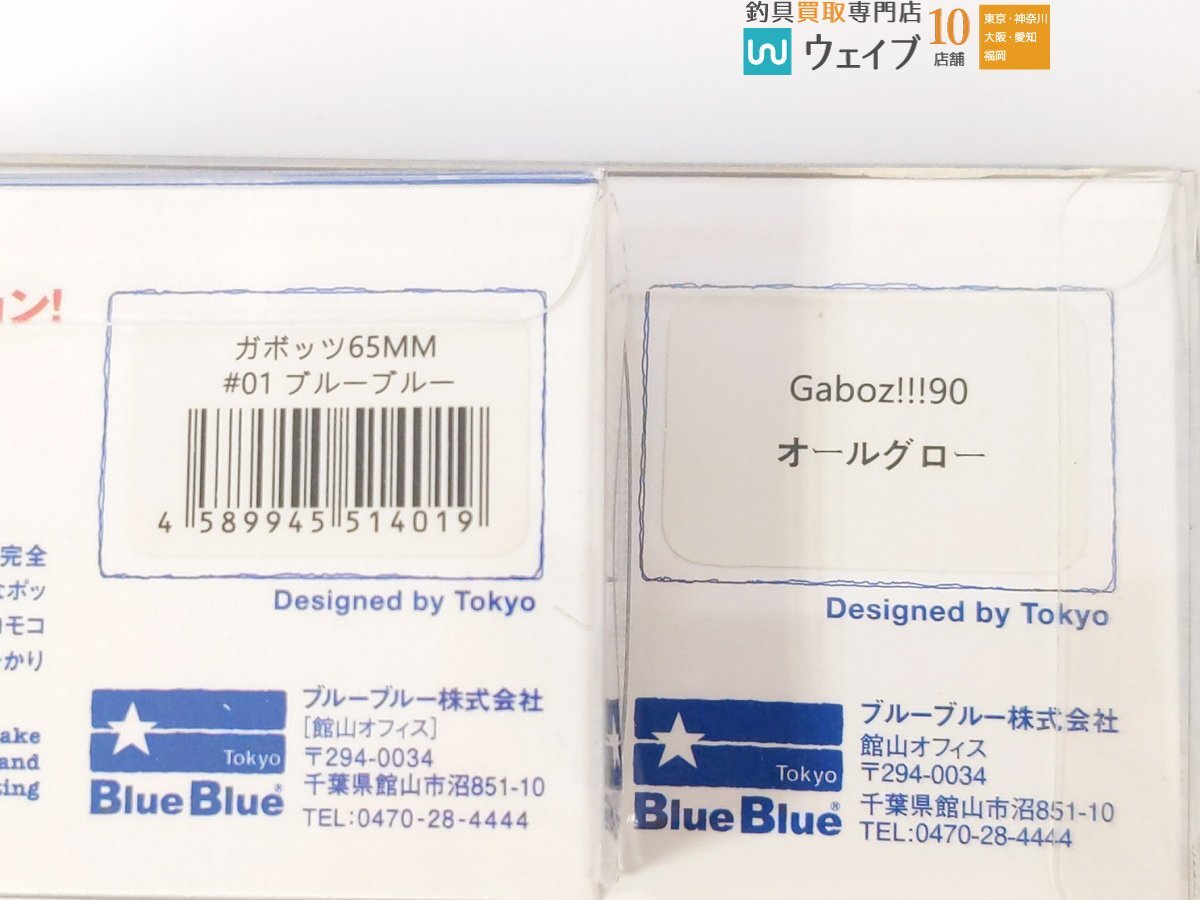 釣具買取専門店
ウェイブ
10
店舗
東京・神奈川
大阪・愛知
福岡
ョン!
ガボッツ65MM
#01 ブルーブルー
4 589945 514019
完全
なポッ
コモコ
かり
ake
and
king
Designed by Tokyo
Tokyo
BlueBlue®
ブルーブルー株式会社
[館山オフィス]
〒294-0034
千葉県館山市沼851-10
TEL:0470-28-4444
Gaboz!!!90
オールグロー
Designed by Tokyo
Tokyo
BlueBlue®
ブルーブルー株式会社
館山オフィス
〒294-0034
千葉県館山市沼851-10
TEL:0470-28-4444